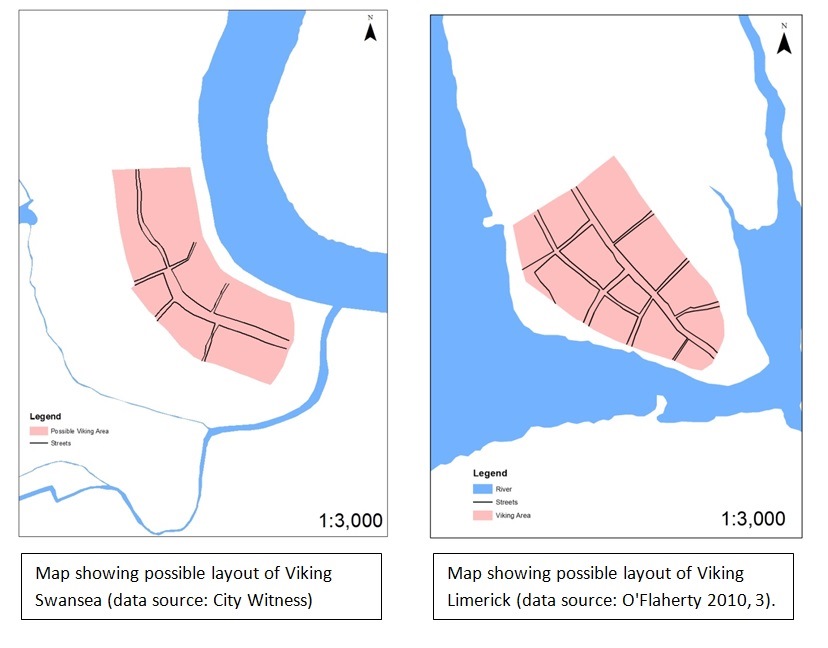 N
Legend
Possible Viking Area
Streets
1:3,000
N
Legend
River
Streets
Viking Area
1:3,000
Map showing possible layout of Viking
Swansea (data source: City Witness)
Map showing possible layout of Viking
Limerick (data source: O'Flaherty 2010, 3).